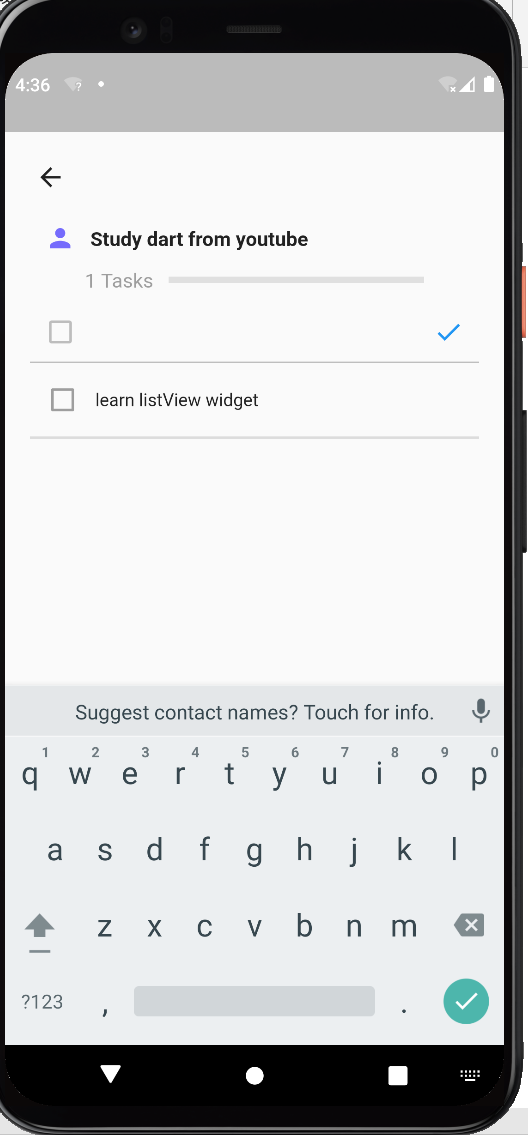 4:36
Study dart from youtube
1 Tasks
learn listView widget
Suggest contact names? Touch for info.
1 2 3 4 5 6 7 8 9 0
q w e r t y u i o p
a s d f g h j k l
z x c v b n m
?123 , .